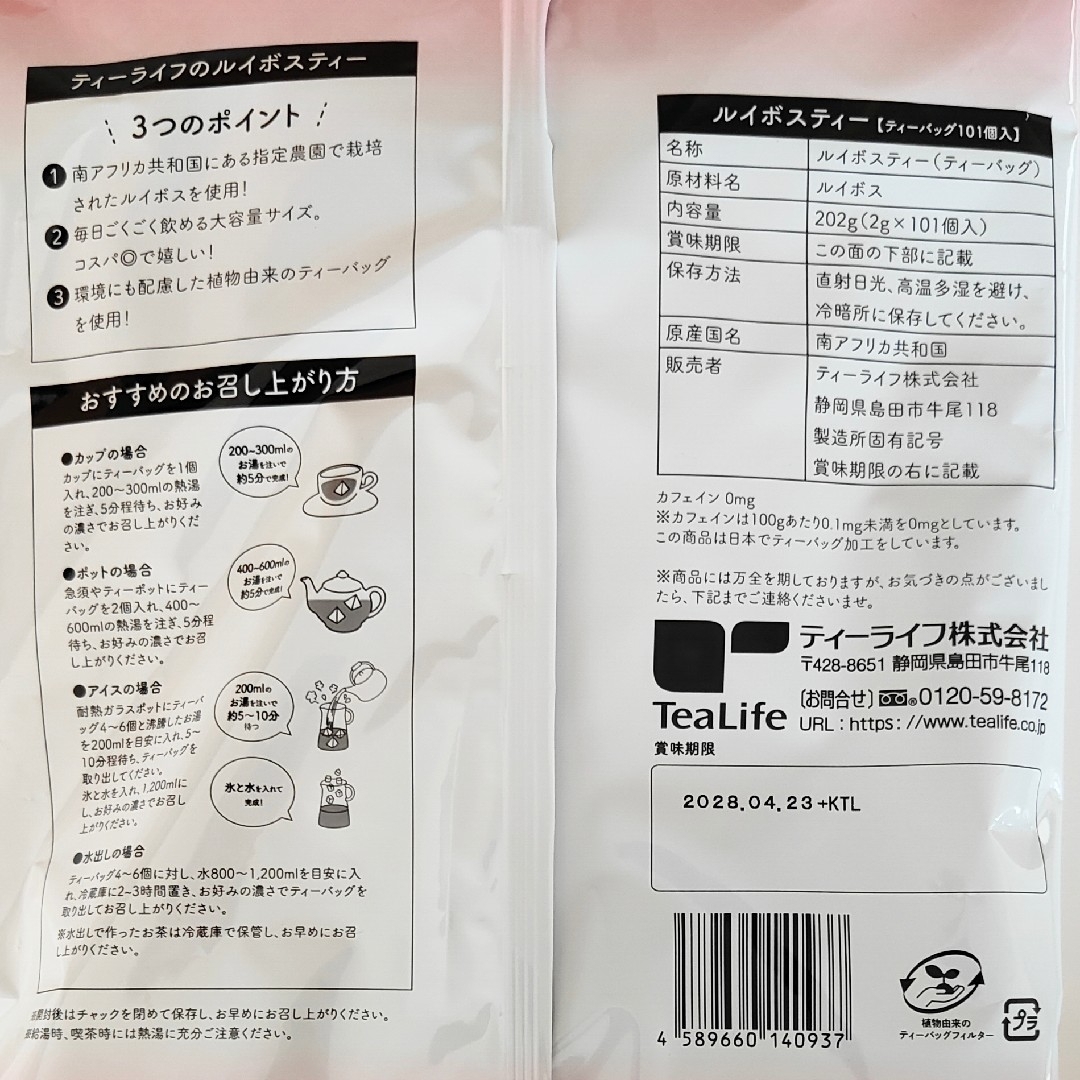 ティーライフのルイボスティー
3つのポイント
1 南アフリカ共和国にある指定農園で栽培
されたルイボスを使用!
2 毎日ごくごく飲める大容量サイズ。
コスパ◎で嬉しい!
3 環境にも配慮した植物由来のティーバッグ
を使用!
おすすめのお召し上がり方
●カップの場合
カップにティーバッグを1個
入れ、200〜300mlの熱湯
を注ぎ、5分程待ち、お好み
の濃さでお召し上がりくだ
さい。
200〜300mlの
お湯を注いで
約5分で完成!
●ポットの場合
急須やティーポットにティー
バッグを2個入れ、400〜
600mlの熱湯を注ぎ、5分程
待ち、お好みの濃さでお召
し上がりください。
400〜600mlの
お湯を注いで
約5分で完成!
●アイスの場合
耐熱ガラスポットにティーバ
ッグ4〜6個と沸騰したお湯
を200mlを目安に入れ、5〜
10分程待ち、ティーバッグを
取り出してください。
氷と水を入れ、1,200mlに
し、お好みの濃さでお召し
上がりください。
200mlの
お湯を注いで
約5〜10分
待つ
氷と水を入れて
完成!
●水出しの場合
ティーバッグ4〜6個に対し、水800〜1,200mlを目安に入
れ、冷蔵庫に2~3時間置き、お好みの濃さでティーバッグを
取り出してお召し上がりください。
※水出しで作ったお茶は冷蔵庫で保管し、お早めにお召
し上がりください。
※開封後はチャックを閉めて保存し、お早めにお召し上がりください。
※給湯時、喫茶時には熱湯に充分ご注意ください。
ルイボスティー【ティーバッグ101個入】
名称 ルイボスティー(ティーバッグ)
原材料名 ルイボス
内容量 202g(2g×101個入)
賞味期限 この面の下部に記載
保存方法 直射日光、高温多湿を避け、
冷暗所に保存してください。
原産国名 南アフリカ共和国
販売者 ティーライフ株式会社
静岡県島田市牛尾118
製造所固有記号
賞味期限の右に記載
カフェイン 0mg
※カフェインは100gあたり0.1mg未満を0mgとしています。
この商品は日本でティーバッグ加工をしています。
※商品には万全を期しておりますが、お気づきの点がございまし
たら、下記までご連絡くださいませ。
TeaLife
ティーライフ株式会社
〒428-8651 静岡県島田市牛尾118
〔お問合せ〕0120-59-8172
URL : https: //www.tealife.co.jp
賞味期限
2028.04.23+KTL
4 589660 140937
植物由来の
ティーバッグフィルター
プラ